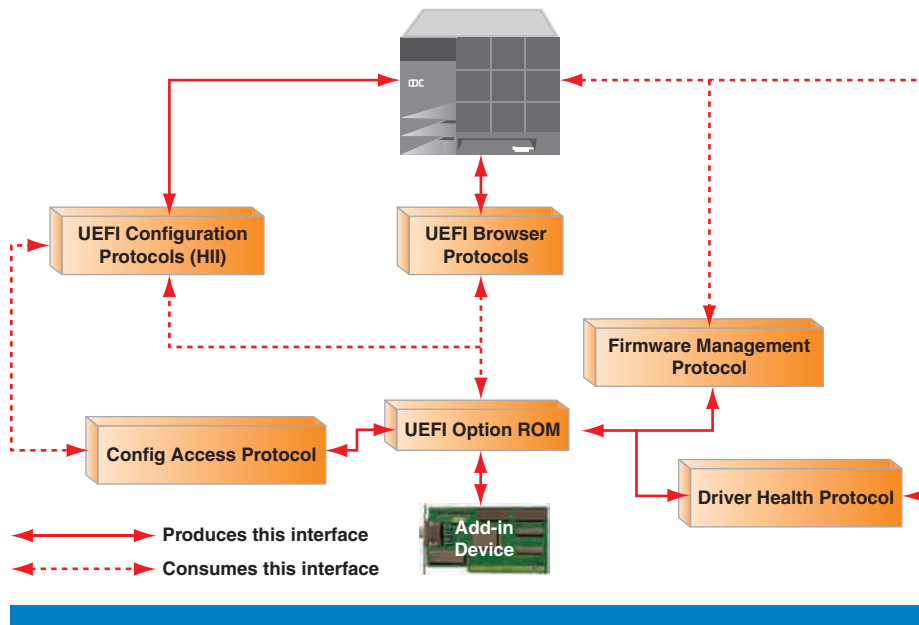 UEFI Configuration
Protocols (HII)
UEFI Browser
Protocols
Firmware Management
Protocol
Config Access Protocol
UEFI Option ROM
Driver Health Protocol
Add-in
Device
Produces this interface
Consumes this interface